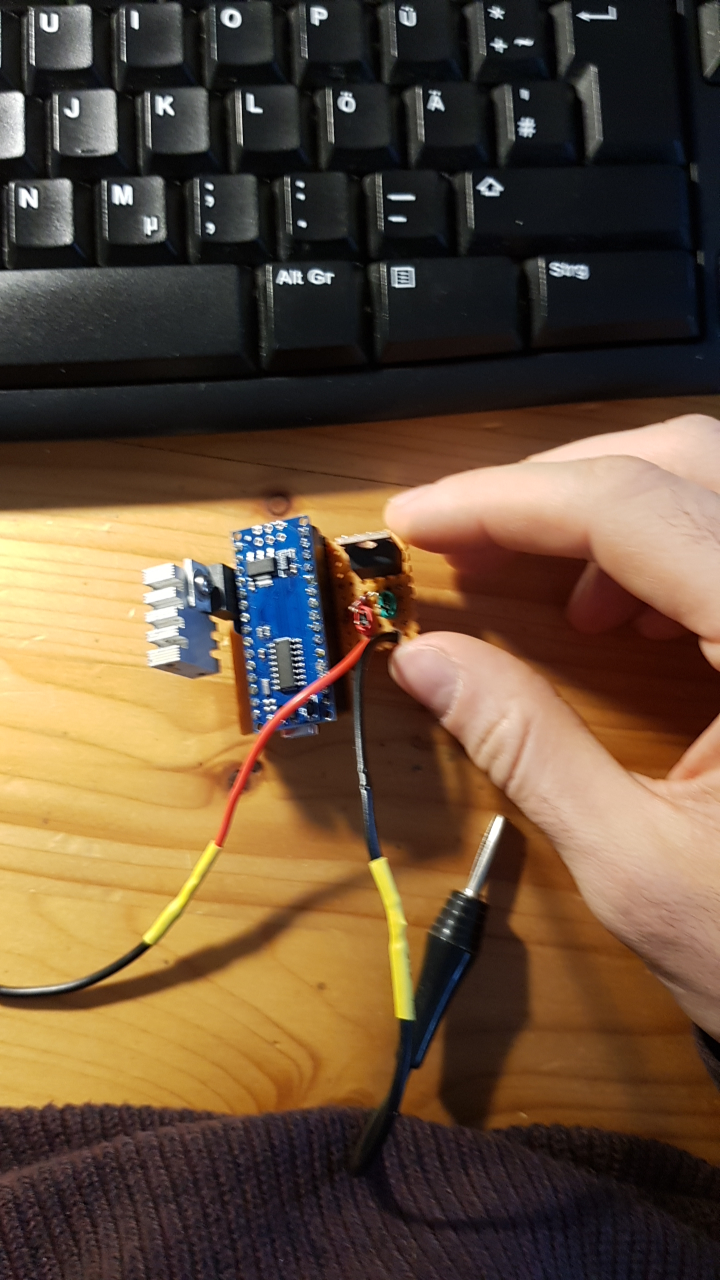 U I O P Ü * + ~
J K L Ö Ä ' #
N M µ ; , : . _ -
Alt Gr Strg